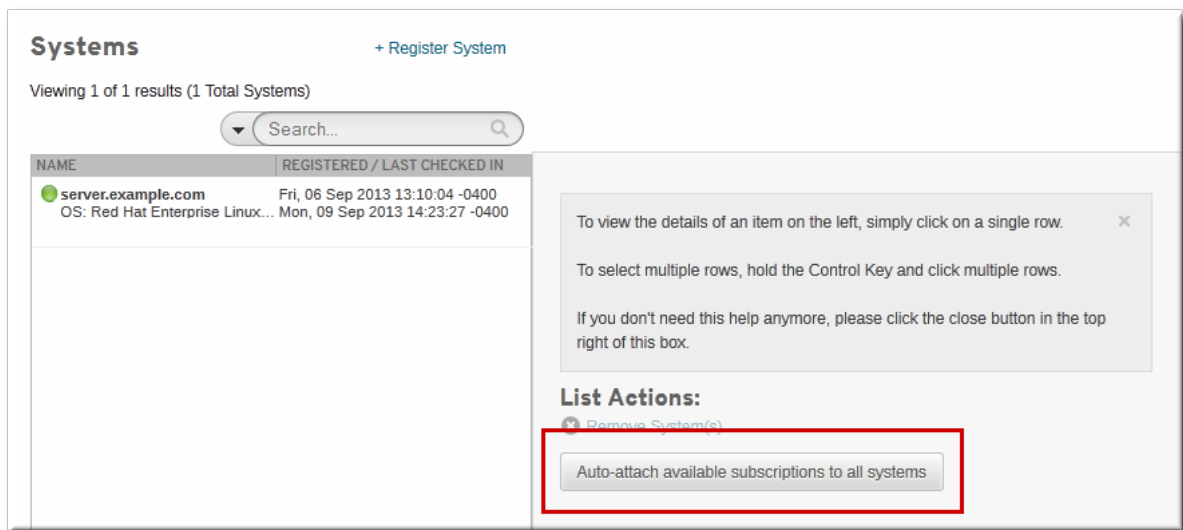 Systems
+ Register System
Viewing 1 of 1 results (1 Total Systems)
Search...
NAME REGISTERED / LAST CHECKED IN
server.example.com Fri, 06 Sep 2013 13:10:04 -0400
OS: Red Hat Enterprise Linux... Mon, 09 Sep 2013 14:23:27 -0400
To view the details of an item on the left, simply click on a single row.
To select multiple rows, hold the Control Key and click multiple rows.
If you don't need this help anymore, please click the close button in the top
right of this box.
List Actions:
Remove System(s)
Auto-attach available subscriptions to all systems